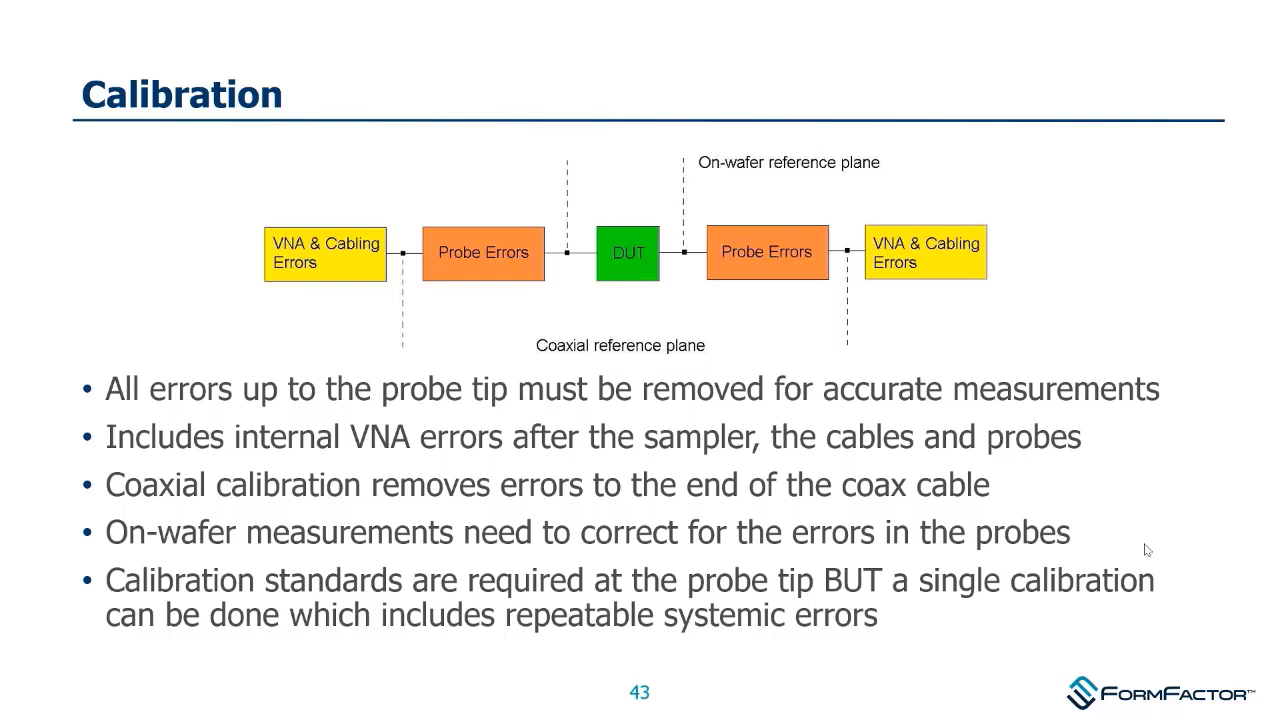 Calibration
On-wafer reference plane
VNA & Cabling
Errors
Probe Errors
DUT
Probe Errors
VNA & Cabling
Errors
Coaxial reference plane
• All errors up to the probe tip must be removed for accurate measurements
• Includes internal VNA errors after the sampler, the cables and probes
• Coaxial calibration removes errors to the end of the coax cable
• On-wafer measurements need to correct for the errors in the probes
• Calibration standards are required at the probe tip BUT a single calibration
can be done which includes repeatable systemic errors
43
FORMFACTOR™